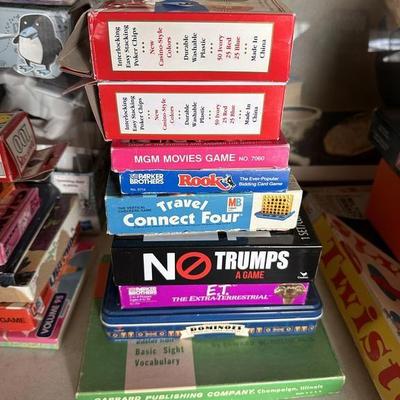 Interlocking
Easy Stacking
Poker Chips
New
Casino-Style
Colors
Durable
Washable
Plastic
50 Ivory
25 Red
25 Blue
Made In
China
Interlocking
Easy Stacking
Poker Chips
New
Casino-Style
Colors
Durable
Washable
Plastic
50 Ivory
25 Red
25 Blue
Made In
China
MGM MOVIES GAME NO. 7060
PARKER
BROTHERS
Rook
The Ever-Popular
Bidding Card Game
Travel
Connect Four
MB
NO TRUMPS
A GAME
PARKER
BROTHERS
E.T.
THE EXTRA-TERRESTRIAL
DOMINOES
Basic Sight
Vocabulary
GARRARD PUBLISHING COMPANY, Champaign, Illinois
GAME
VOLUME
Twist